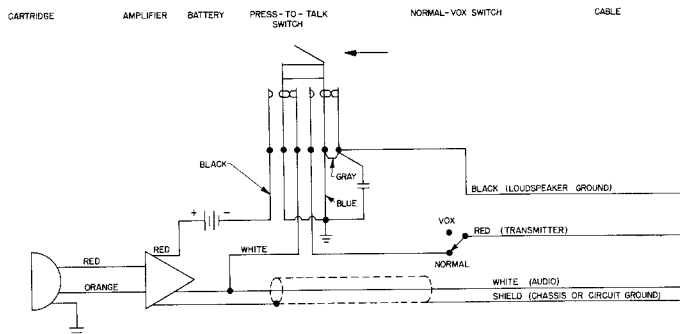 CARTRIDGE
AMPLIFIER
BATTERY
PRESS-TO-TALK
SWITCH
NORMAL-VOX SWITCH
CABLE
BLACK
GRAY
BLACK (LOUDSPEAKER GROUND)
BLUE
+ -
VOX
RED (TRANSMITTER)
RED
WHITE
NORMAL
RED
ORANGE
WHITE (AUDIO)
SHIELD (CHASSIS OR CIRCUIT GROUND)